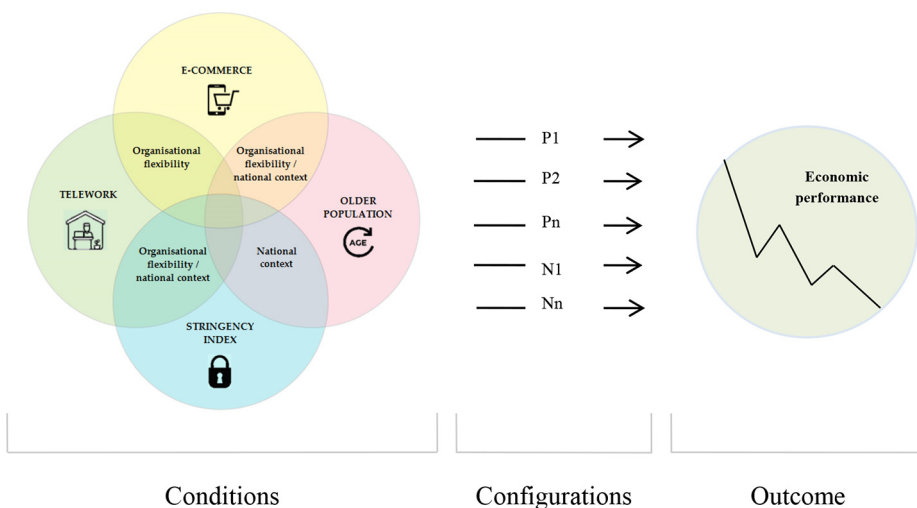 E-COMMERCE
Organisational
flexibility
Organisational
flexibility /
national context
TELEWORK
OLDER
POPULATION
AGE
Organisational
flexibility /
national context
National
context
STRINGENCY
INDEX
P1
P2
Pn
N1
Nn
Economic
performance
Conditions
Configurations
Outcome